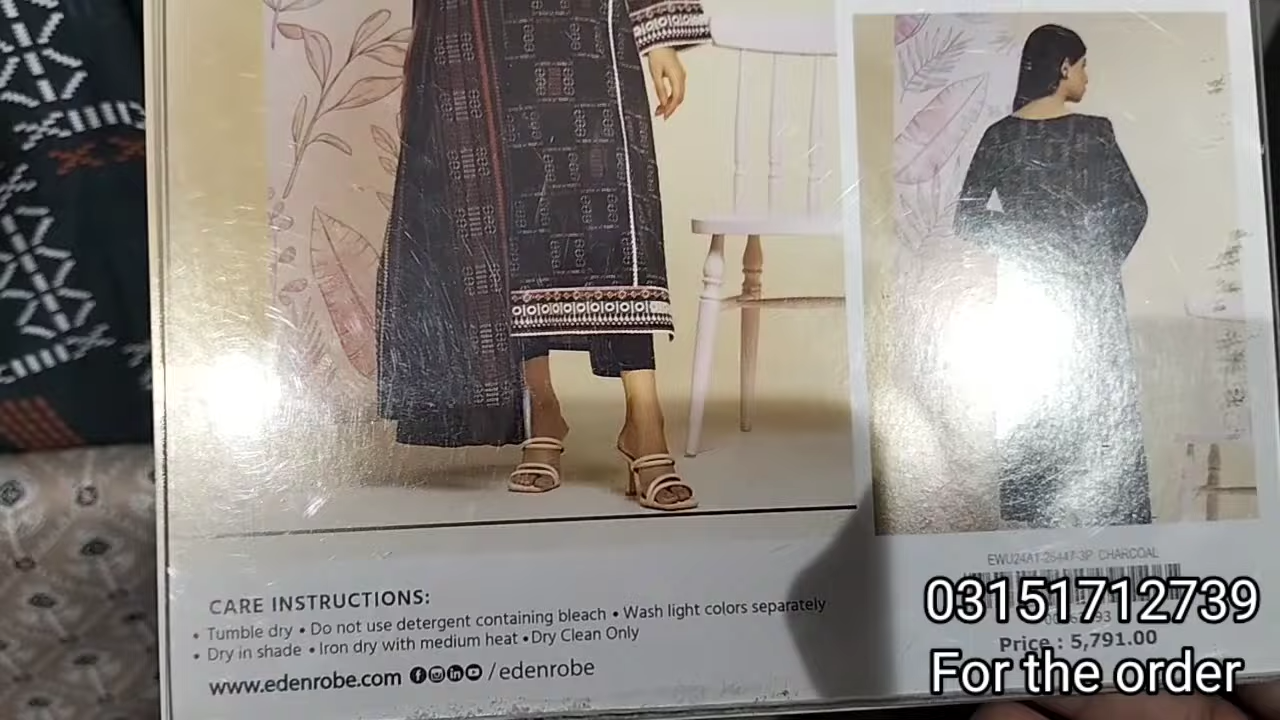 CARE INSTRUCTIONS:
• Tumble dry • Do not use detergent containing bleach • Wash light colors separately
• Dry in shade • Iron dry with medium heat • Dry Clean Only
www.edenrobe.com /edenrobe
EWU24A1-26447-3P CHARCOAL
03151712739
Price : 5,791.00
For the order